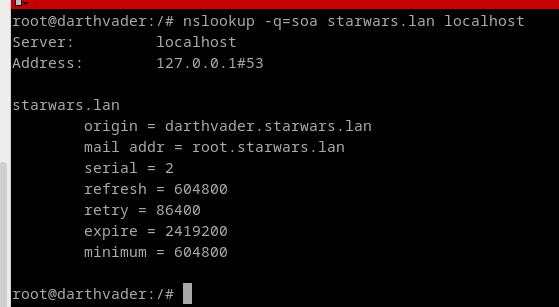 root@darthvader:/# nslookup -q=soa starwars.lan localhost
Server:         localhost
Address:        127.0.0.1#53

starwars.lan
        origin = darthvader.starwars.lan
        mail addr = root.starwars.lan
        serial = 2
        refresh = 604800
        retry = 86400
        expire = 2419200
        minimum = 604800

root@darthvader:/#